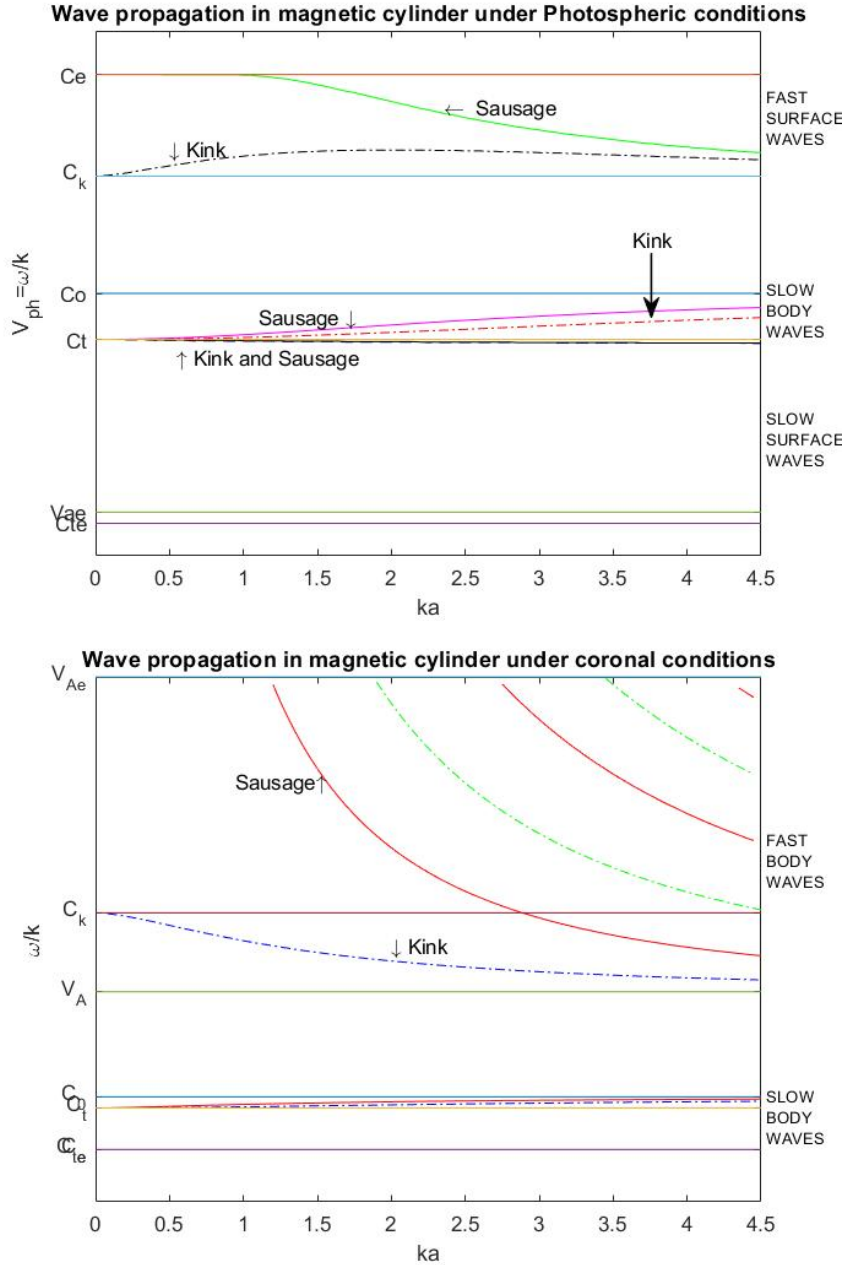 Wave propagation in magnetic cylinder under Photospheric conditions
Ce
← Sausage
FAST
SURFACE
WAVES
↓ Kink
C_k
Kink
V_ph=ω/k
Co
Sausage ↓
SLOW
BODY
WAVES
Ct
↑ Kink and Sausage
SLOW
SURFACE
WAVES
Vae
Cte
0 0.5 1 1.5 2 2.5 3 3.5 4 4.5
ka
Wave propagation in magnetic cylinder under coronal conditions
V_Ae
Sausage↑
FAST
BODY
WAVES
C_k
↓ Kink
ω/k
V_A
C_0
C_t
SLOW
BODY
WAVES
C_te
0 0.5 1 1.5 2 2.5 3 3.5 4 4.5
ka